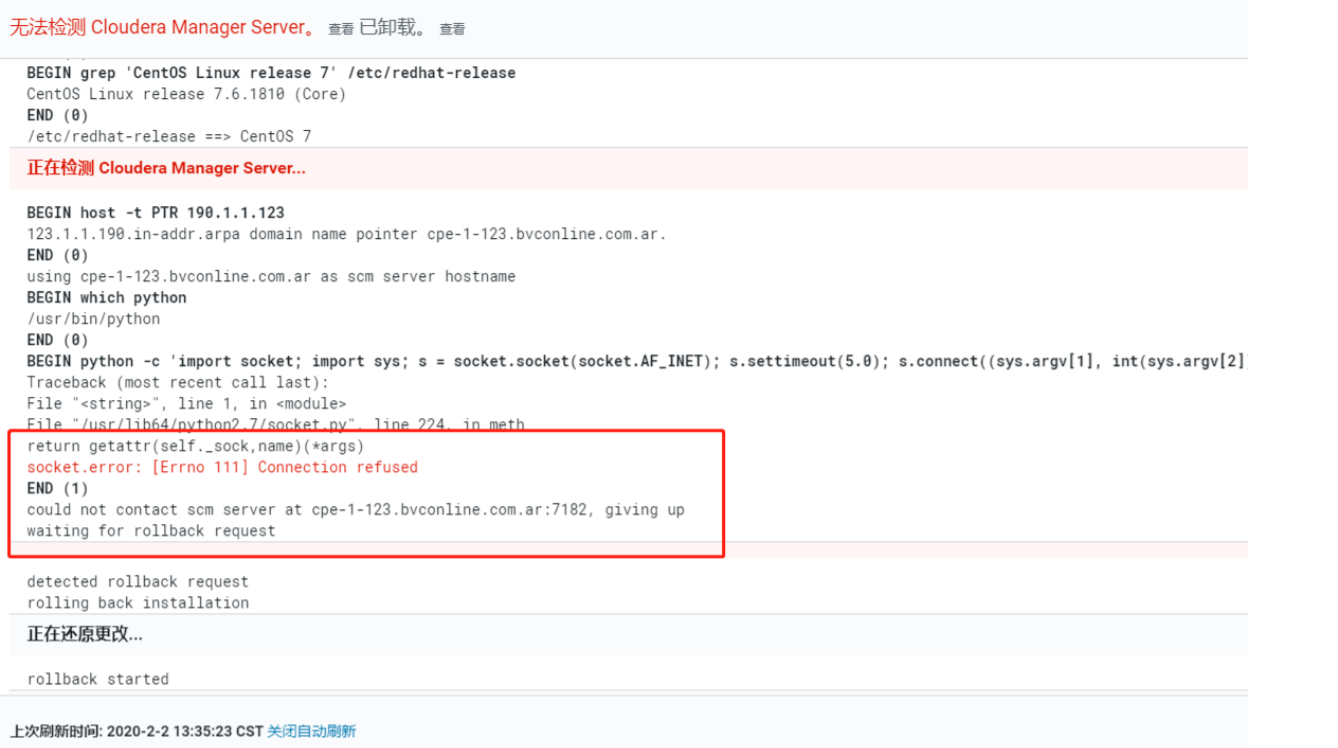 无法检测 Cloudera Manager Server。 查看 已卸载。 查看
BEGIN grep 'CentOS Linux release 7' /etc/redhat-release
CentOS Linux release 7.6.1810 (Core)
END (0)
/etc/redhat-release ==> CentOS 7
正在检测 Cloudera Manager Server...
BEGIN host -t PTR 190.1.1.123
123.1.1.190.in-addr.arpa domain name pointer cpe-1-123.bvconline.com.ar.
END (0)
using cpe-1-123.bvconline.com.ar as scm server hostname
BEGIN which python
/usr/bin/python
END (0)
BEGIN python -c 'import socket; import sys; s = socket.socket(socket.AF_INET); s.settimeout(5.0); s.connect((sys.argv[1], int(sys.argv[2]
Traceback (most recent call last):
File "<string>", line 1, in <module>
File "/usr/lib64/python2.7/socket.py", line 224, in meth
return getattr(self._sock,name)(*args)
socket.error: [Errno 111] Connection refused
END (1)
could not contact scm server at cpe-1-123.bvconline.com.ar:7182, giving up
waiting for rollback request
detected rollback request
rolling back installation
正在还原更改...
rollback started
上次刷新时间: 2020-2-2 13:35:23 CST 关闭自动刷新